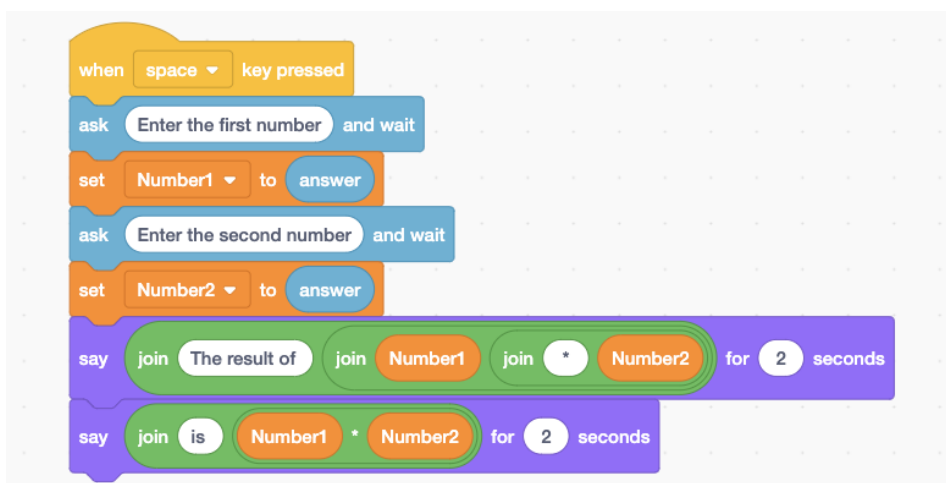 when space key pressed
ask Enter the first number and wait
set Number1 to answer
ask Enter the second number and wait
set Number2 to answer
say join The result of join Number1 join * Number2 for 2 seconds
say join is Number1 * Number2 for 2 seconds